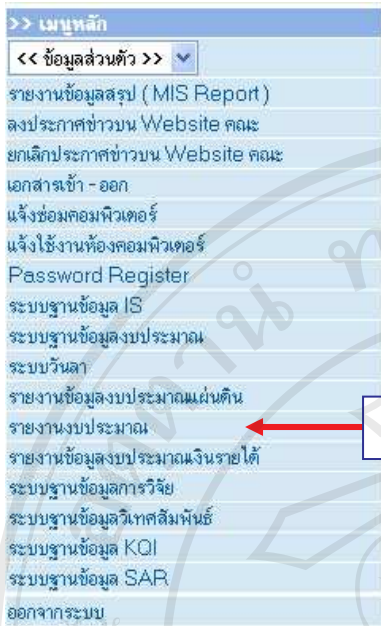 >> เมนูหลัก
<< ข้อมูลส่วนตัว >>
รายงานข้อมูลสรุป ( MIS Report )
ลงประกาศข่าวบน Website คณะ
ยกเลิกประกาศข่าวบน Website คณะ
เอกสารเข้า - ออก
แจ้งซ่อมคอมพิวเตอร์
แจ้งใช้งานห้องคอมพิวเตอร์
Password Register
ระบบฐานข้อมูล IS
ระบบฐานข้อมูลงบประมาณ
ระบบวันลา
รายงานข้อมูลงบประมาณแผ่นดิน
รายงานงบประมาณ
รายงานข้อมูลงบประมาณเงินรายได้
ระบบฐานข้อมูลการวิจัย
ระบบฐานข้อมูลวิเทศสัมพันธ์
ระบบฐานข้อมูล KQI
ระบบฐานข้อมูล SAR
ออกจากระบบ